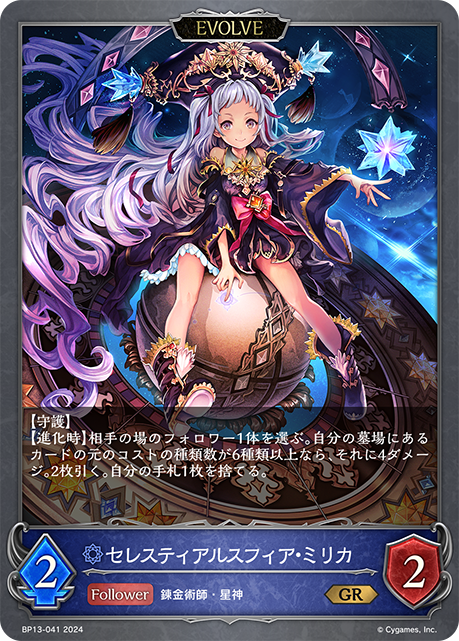 EVOLVE
【守護】
【進化時】相手の場のフォロワー1体を選ぶ。自分の墓場にある
カードの元のコストの種類数が6種類以上なら、それに4ダメー
ジ。2枚引く。自分の手札1枚を捨てる。
2
セレスティアルスフィア・ミリカ
2
Follower
錬金術師・星神
GR
BP13-041 2024
© Cygames, Inc.